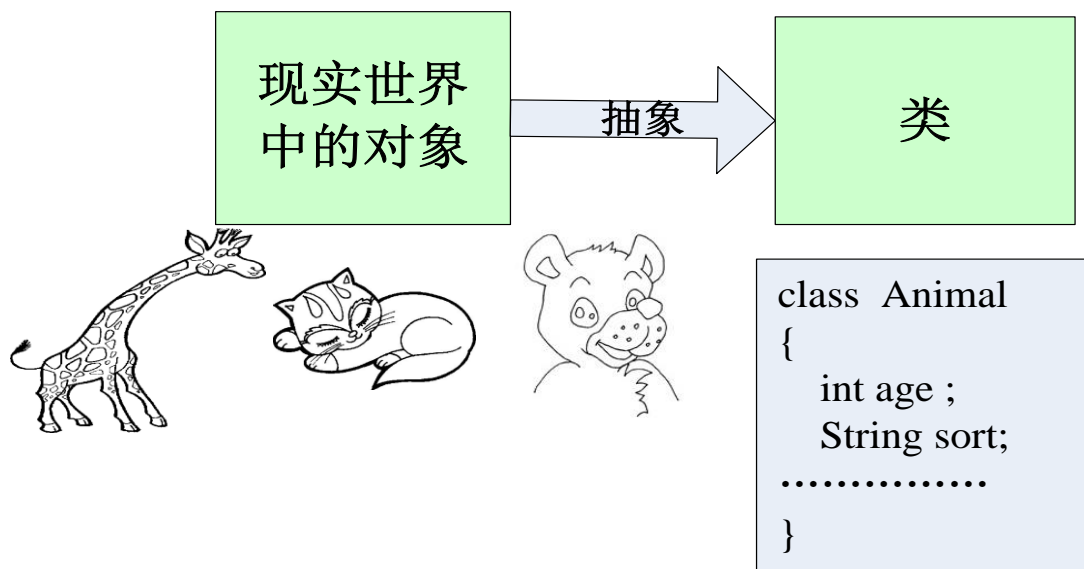 现实世界
中的对象
抽象
类
class Animal
{
int age ;
String sort;
……………
}